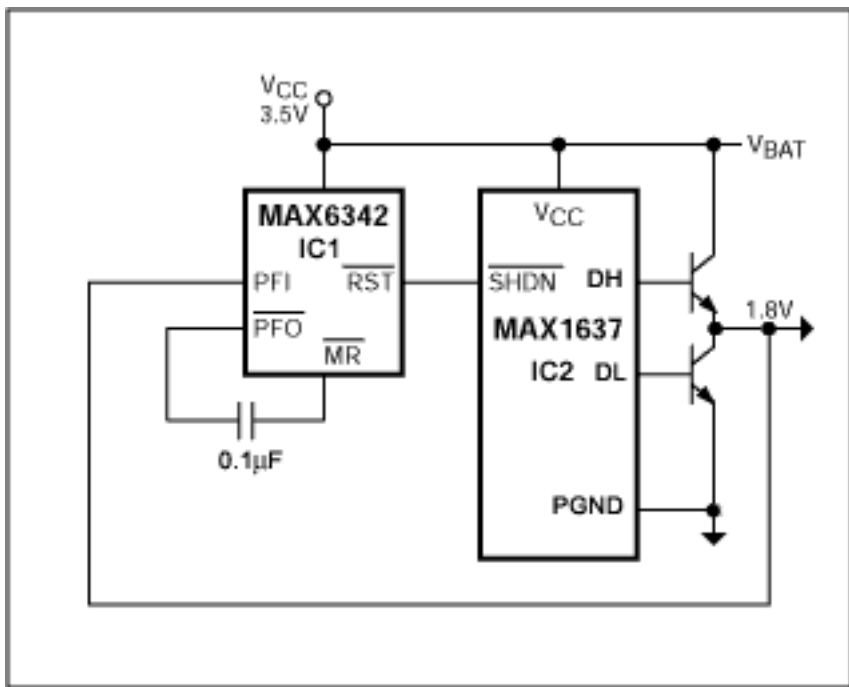 VCC
3.5V
VBAT
MAX6342
IC1
PFI
RST
PFO
MR
0.1µF
VCC
SHDN
DH
MAX1637
IC2
DL
PGND
1.8V